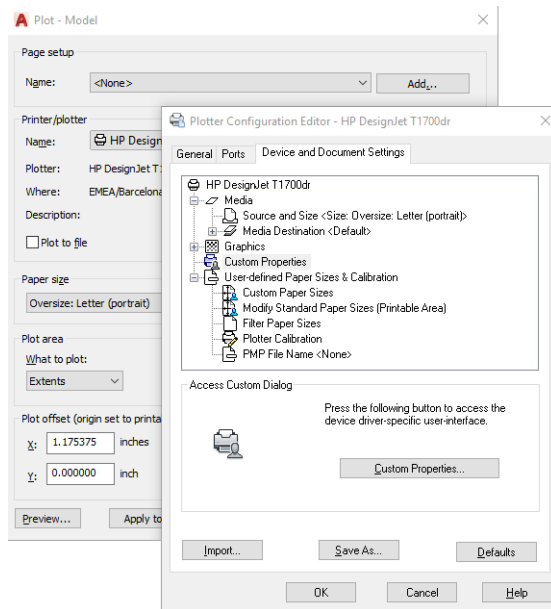 Plot - Model
Page setup
Name: <None> Add...
Printer/plotter
Name: HP Design
Plotter: HP DesignJet T
Where: EMEA/Barcelona
Description:
Plot to file
Paper size
Oversize: Letter (portrait)
Plot area
What to plot:
Extents
Plot offset (origin set to printa
X: 1.175375 inches
Y: 0.000000 inch
Preview... Apply to
Plotter Configuration Editor - HP DesignJet T1700dr
General Ports Device and Document Settings
HP DesignJet T1700dr
Media
Source and Size <Size: Oversize: Letter (portrait)>
Media Destination <Default>
Graphics
Custom Properties
User-defined Paper Sizes & Calibration
Custom Paper Sizes
Modify Standard Paper Sizes (Printable Area)
Filter Paper Sizes
Plotter Calibration
PMP File Name <None>
Access Custom Dialog
Press the following button to access the
device driver-specific user-interface.
Custom Properties...
Import... Save As... Defaults
OK Cancel Help